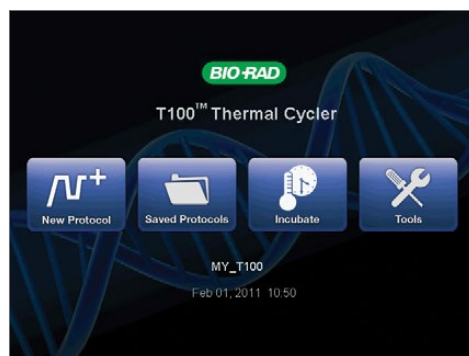 BIO-RAD
T100™ Thermal Cycler
New Protocol
Saved Protocols
Incubate
Tools
MY_T100
Feb 01, 2011 10:50